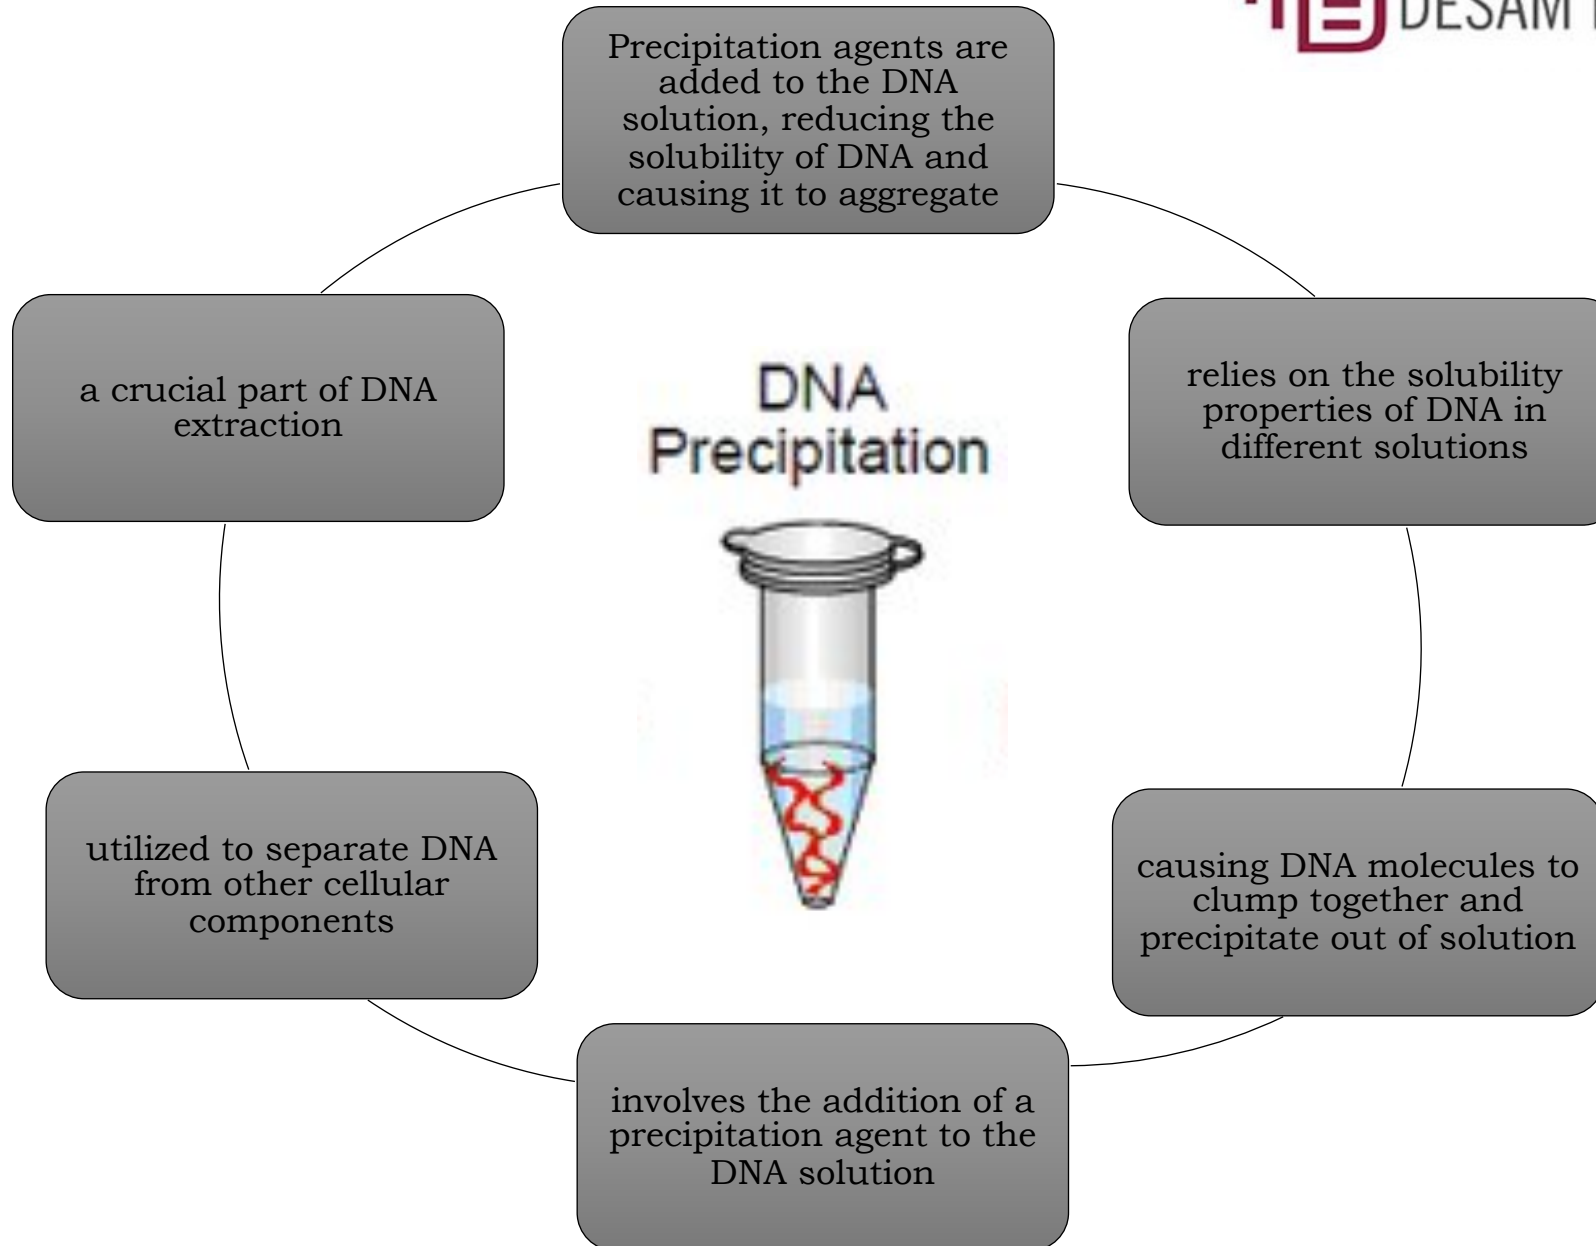 DESAM
Precipitation agents are
added to the DNA
solution, reducing the
solubility of DNA and
causing it to aggregate
relies on the solubility
properties of DNA in
different solutions
causing DNA molecules to
clump together and
precipitate out of solution
involves the addition of a
precipitation agent to the
DNA solution
utilized to separate DNA
from other cellular
components
a crucial part of DNA
extraction
DNA
Precipitation